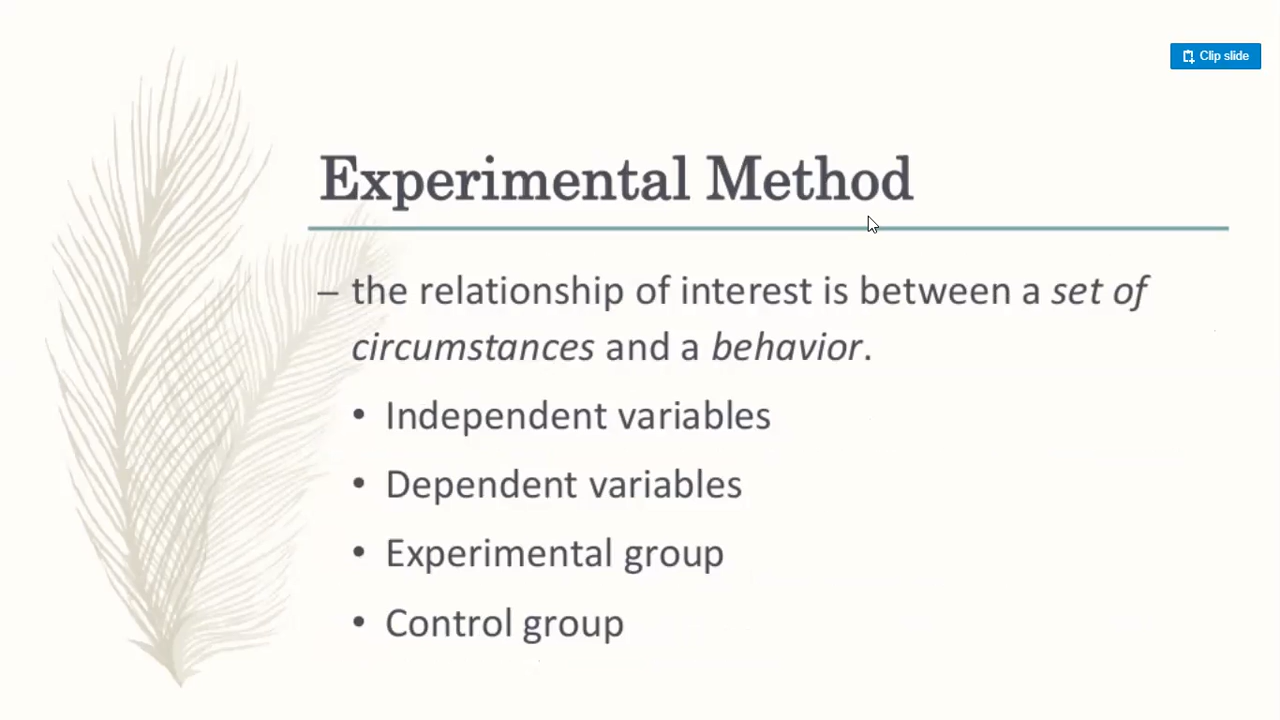 Clip slide
Experimental Method
– the relationship of interest is between a set of
circumstances and a behavior.
• Independent variables
• Dependent variables
• Experimental group
• Control group